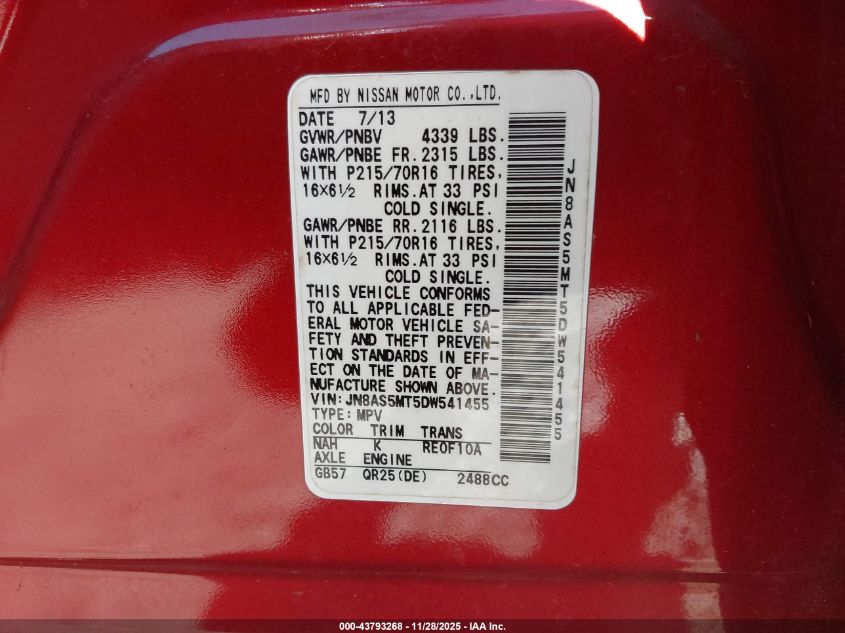 MFD BY NISSAN MOTOR CO.,LTD.
DATE 7/13
GVWR/PNBV 4339 LBS.
GAWR/PNBE FR. 2315 LBS.
WITH P215/70R16 TIRES,
16×6½ RIMS.AT 33 PSI
COLD SINGLE.
GAWR/PNBE RR. 2116 LBS.
WITH P215/70R16 TIRES,
16×6½ RIMS.AT 33 PSI
COLD SINGLE.
THIS VEHICLE CONFORMS
TO ALL APPLICABLE FED-
ERAL MOTOR VEHICLE SA-
FETY AND THEFT PREVEN-
TION STANDARDS IN EFF-
ECT ON THE DATE OF MA-
NUFACTURE SHOWN ABOVE.
VIN: JN8AS5MT5DW541455
TYPE: MPV
COLOR TRIM TRANS
NAH K RE0F10A
AXLE ENGINE
GB57 QR25(DE) 2488CC
JN8AS5MT5DW541455
000-43793268 - 11/28/2025 - IAA Inc.